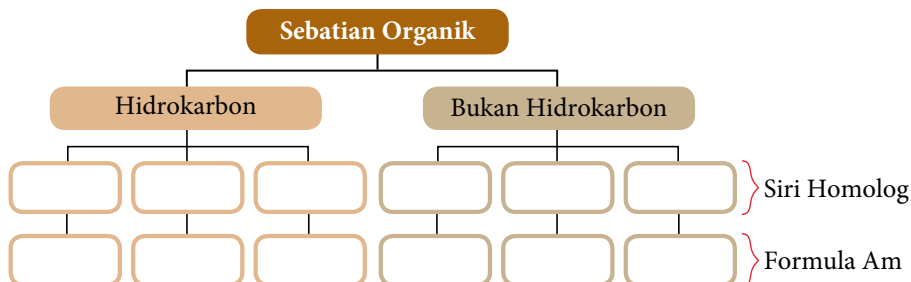 Sebatian Organik
Hidrokarbon
Bukan Hidrokarbon
Siri Homolog
Formula Am